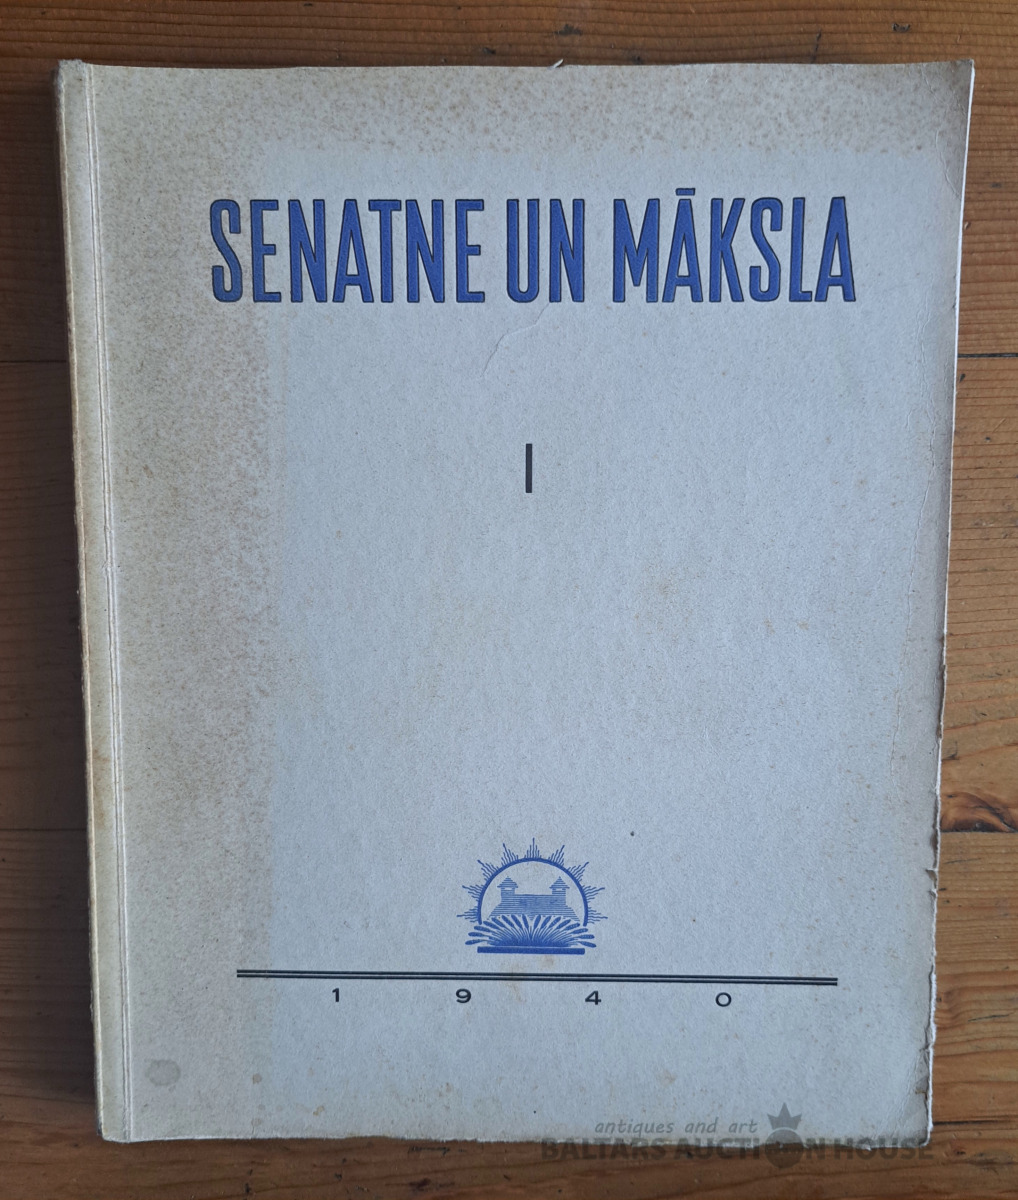 SENATNE UN MĀKSLA
I
1 9 4 0
antiques and art
BALTARS AUCTION HOUSE